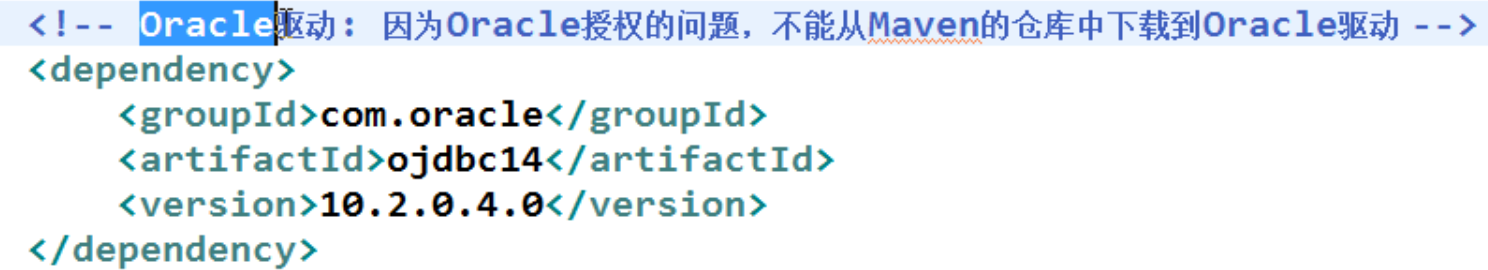 <!-- Oracle驱动: 因为Oracle授权的问题，不能从Maven的仓库中下载到Oracle驱动 -->
<dependency>
    <groupId>com.oracle</groupId>
    <artifactId>ojdbc14</artifactId>
    <version>10.2.0.4.0</version>
</dependency>